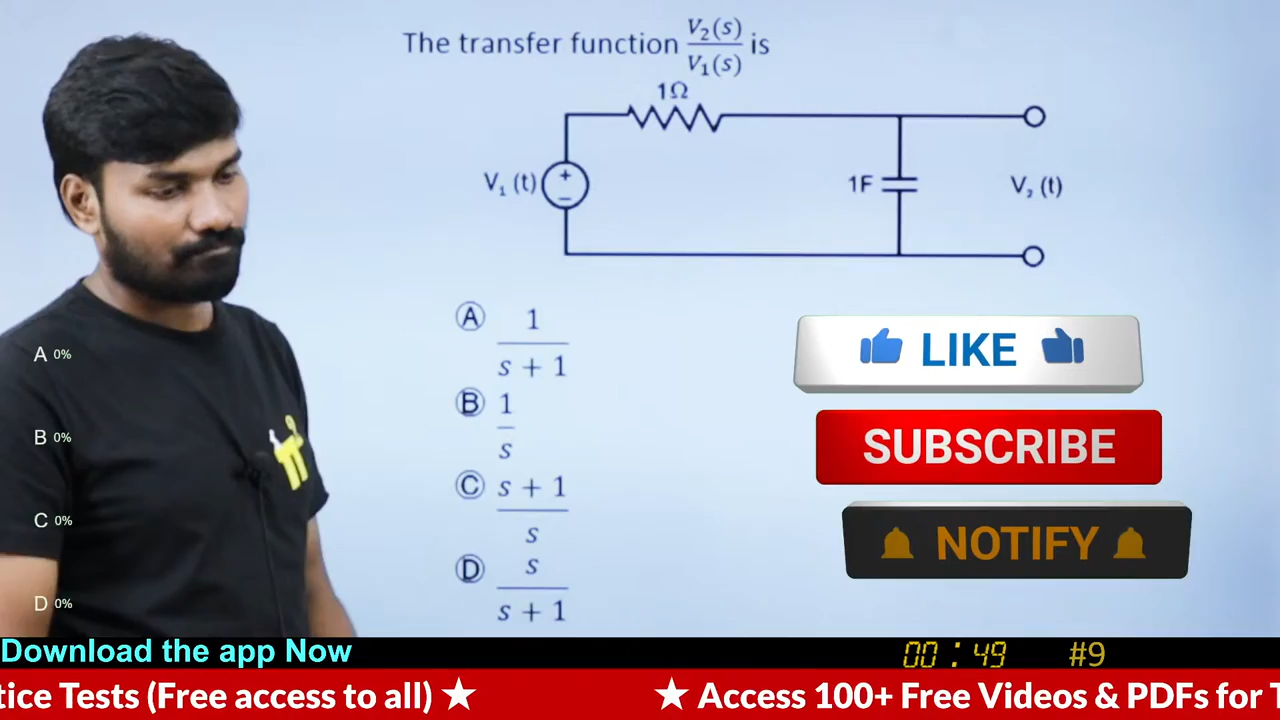 The transfer function V₂(s)/V₁(s) is
1Ω
V₁ (t)
+
−
1F
V₂ (t)
Ⓐ 1/(s + 1)
Ⓑ 1/s
Ⓒ (s + 1)/s
Ⓓ s/(s + 1)
A 0%
B 0%
C 0%
D 0%
LIKE
SUBSCRIBE
NOTIFY
Download the app Now
00:49 #9
tice Tests (Free access to all) ★ ★ Access 100+ Free Videos & PDFs for T